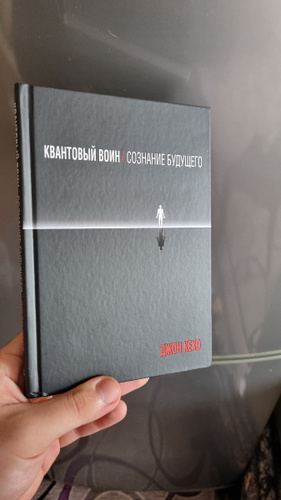 КВАНТОВЫЙ ВОИН / СОЗНАНИЕ БУДУЩЕГО
ДЖОН КЕХО